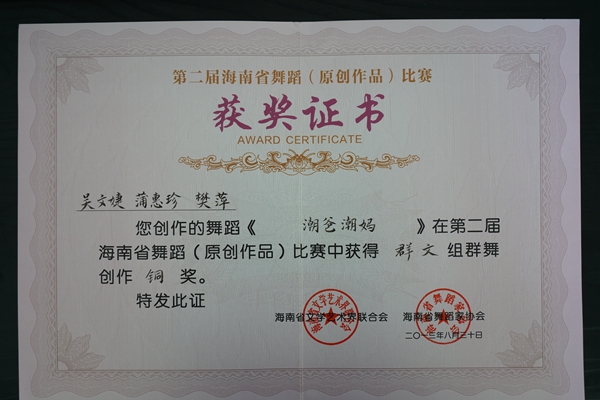 第二届海南省舞蹈（原创作品）比赛
获奖证书
AWARD CERTIFICATE
吴文婕 蒲惠珍 樊萍
您创作的舞蹈《 潮爸潮妈 》在第二届
海南省舞蹈（原创作品）比赛中获得 群文 组群舞
创作 铜 奖。
特发此证
海南省文学艺术界联合会 海南省舞蹈家协会
二〇一三年八月三十日